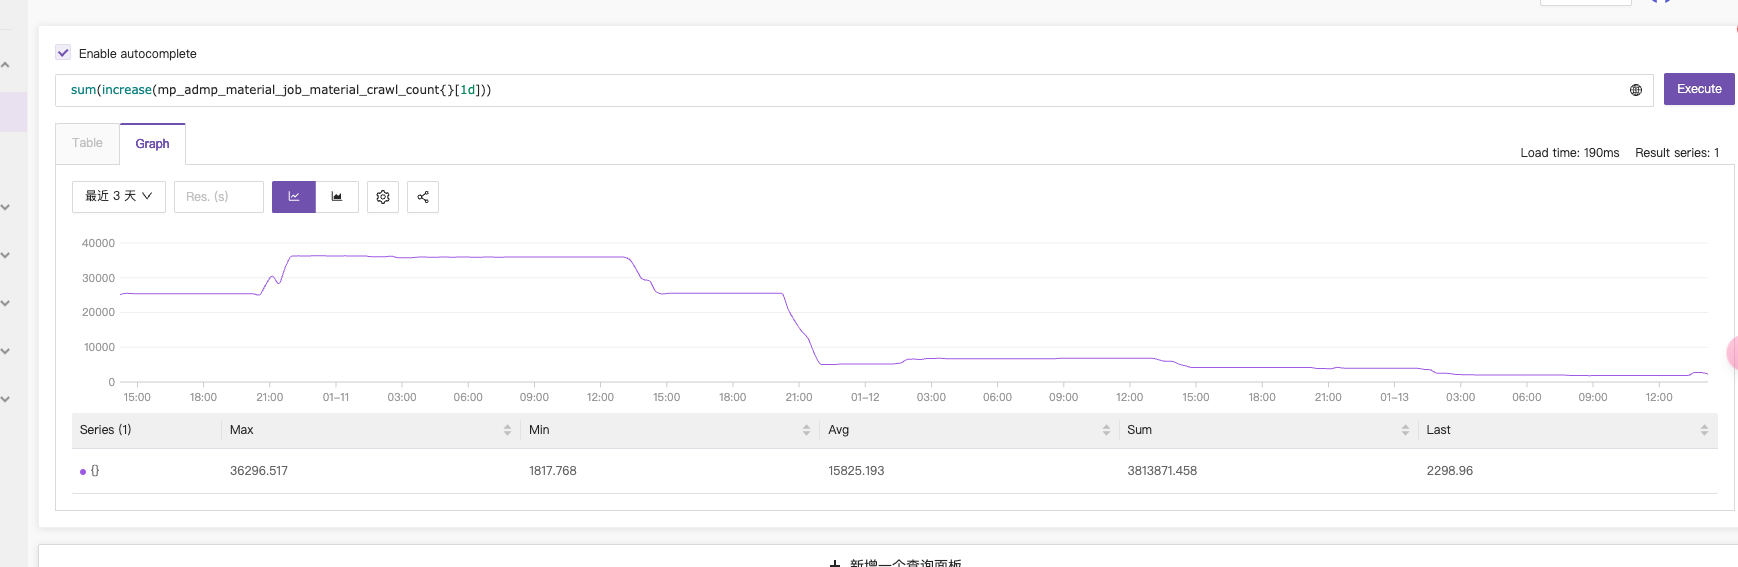 Enable autocomplete
sum(increase(mp_admp_material_job_material_crawl_count{}[1d]))
Execute
Table Graph
Load time: 190ms Result series: 1
最近 3 天 Res. (s)
40000
30000
20000
10000
0
15:00 18:00 21:00 01-11 03:00 06:00 09:00 12:00 15:00 18:00 21:00 01-12 03:00 06:00 09:00 12:00 15:00 18:00 21:00 01-13 03:00 06:00 09:00 12:00
Series (1) Max Min Avg Sum Last
{} 36296.517 1817.768 15825.193 3813871.458 2298.96
+ 新增一个查询面板